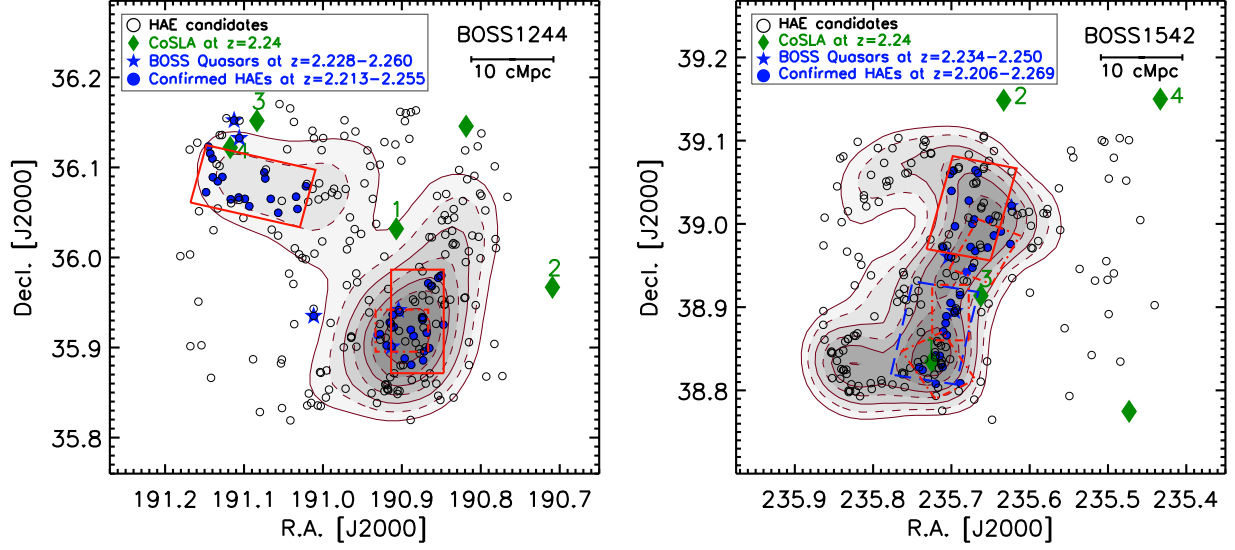 HAE candidates
CoSLA at z=2.24
BOSS Quasars at z=2.228−2.260
Confirmed HAEs at z=2.213−2.255
BOSS1244
10 cMpc
3
4
1
2
36.2
36.1
36.0
35.9
35.8
Decl. [J2000]
191.2 191.1 191.0 190.9 190.8 190.7
R.A. [J2000]
HAE candidates
CoSLA at z=2.24
BOSS Quasars at z=2.234−2.250
Confirmed HAEs at z=2.206−2.269
BOSS1542
10 cMpc
2
4
3
1
39.2
39.1
39.0
38.9
38.8
Decl. [J2000]
235.9 235.8 235.7 235.6 235.5 235.4
R.A. [J2000]